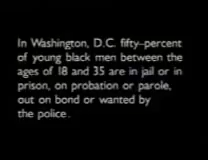 In Washington, D.C. fifty-percent
of young black men between the
ages of 18 and 35 are in jail or in
prison, on probation or parole,
out on bond or wanted by
the police.